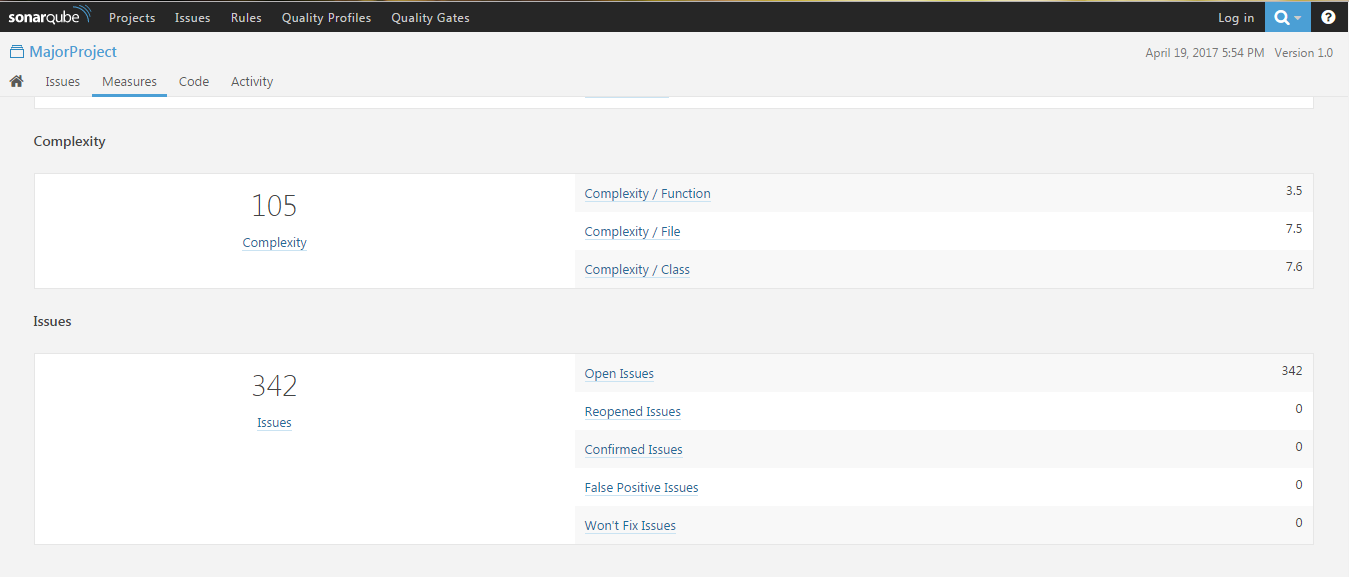 sonarqube Projects Issues Rules Quality Profiles Quality Gates Log in ?
MajorProject April 19, 2017 5:54 PM Version 1.0
Issues Measures Code Activity
Complexity
105
Complexity
Complexity / Function 3.5
Complexity / File 7.5
Complexity / Class 7.6
Issues
342
Issues
Open Issues 342
Reopened Issues 0
Confirmed Issues 0
False Positive Issues 0
Won't Fix Issues 0